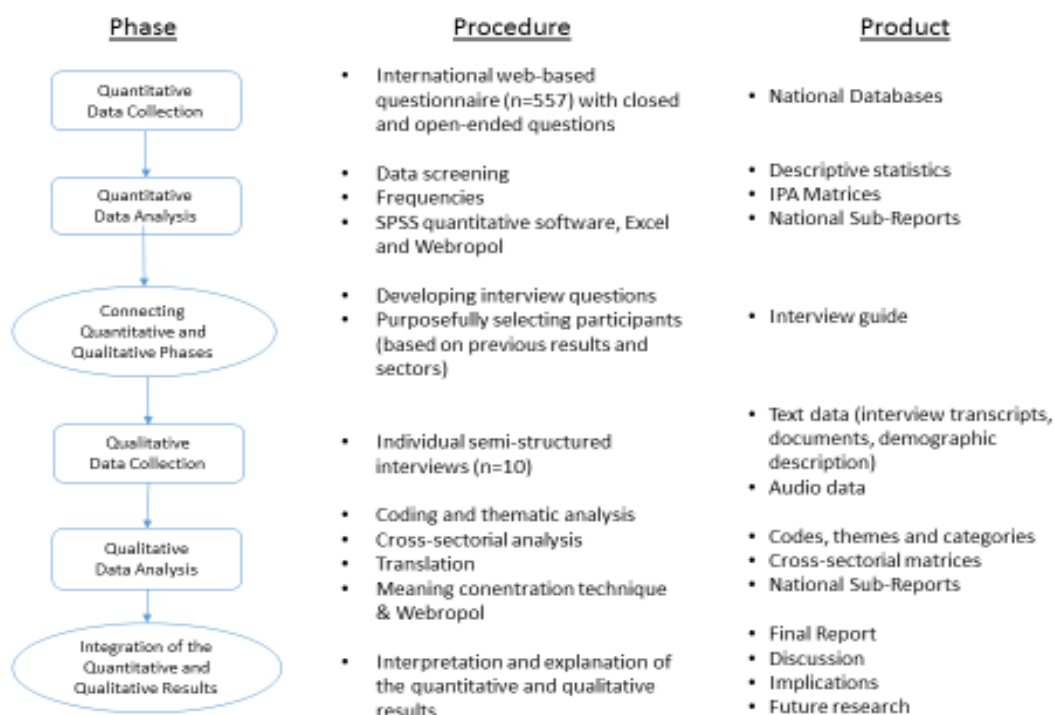 Phase
Procedure
Product
Quantitative
Data Collection
• International web-based
questionnaire (n=557) with closed
and open-ended questions
• National Databases
Quantitative
Data Analysis
• Data screening
• Frequencies
• SPSS quantitative software, Excel
and Webropol
• Descriptive statistics
• IPA Matrices
• National Sub-Reports
Connecting
Quantitative and
Qualitative Phases
• Developing interview questions
• Purposefully selecting participants
(based on previous results and
sectors)
• Interview guide
Qualitative
Data Collection
• Individual semi-structured
interviews (n=10)
• Text data (interview transcripts,
documents, demographic
description)
• Audio data
Qualitative
Data Analysis
• Coding and thematic analysis
• Cross-sectorial analysis
• Translation
• Meaning conentration technique
& Webropol
• Codes, themes and categories
• Cross-sectorial matrices
• National Sub-Reports
Integration of the
Quantitative and
Qualitative Results
• Interpretation and explanation of
the quantitative and qualitative
results
• Final Report
• Discussion
• Implications
• Future research